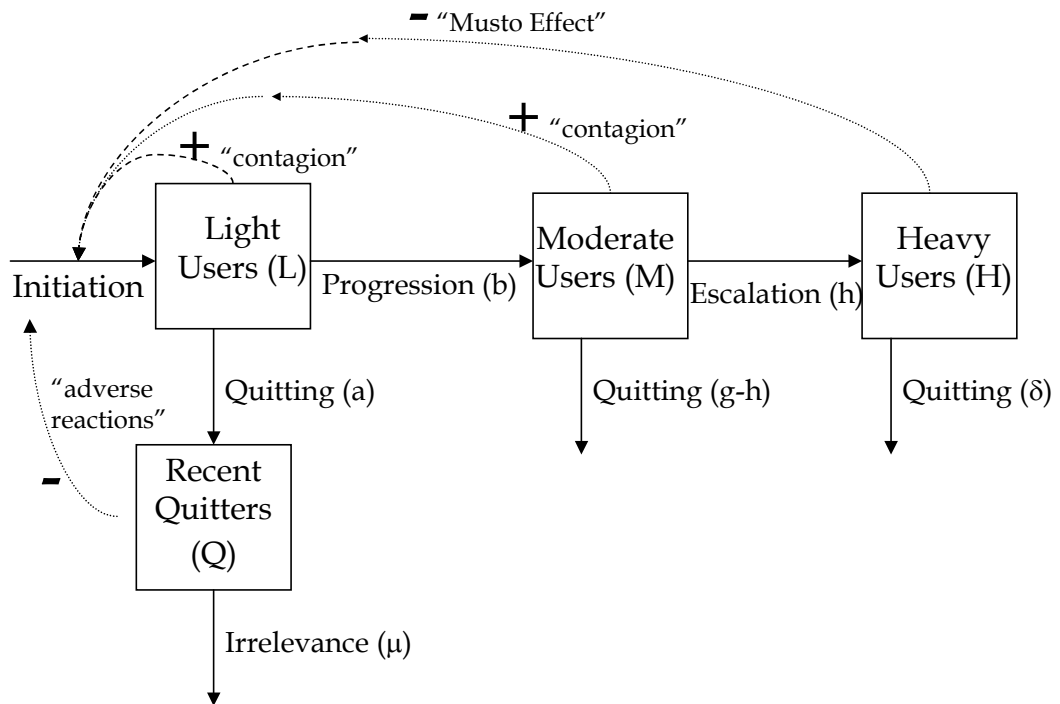 - “Musto Effect”
+ “contagion”
+ “contagion”
Light
Users (L)
Moderate
Users (M)
Heavy
Users (H)
Initiation
Progression (b)
Escalation (h)
“adverse
reactions”
-
Quitting (a)
Quitting (g-h)
Quitting (δ)
Recent
Quitters
(Q)
Irrelevance (μ)